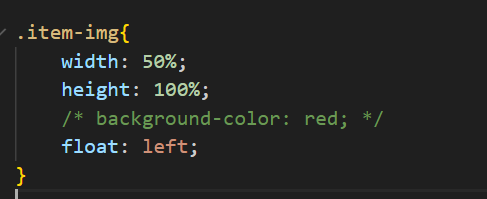 .item-img{
    width: 50%;
    height: 100%;
    /* background-color: red; */
    float: left;
}